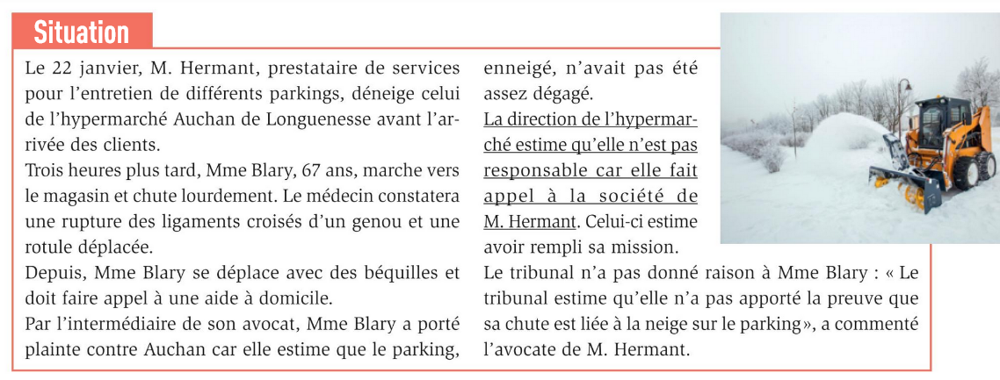 Situation
Le 22 janvier, M. Hermant, prestataire de services
pour l'entretien de différents parkings, déneige celui
de l'hypermarché Auchan de Longuenesse avant l'ar-
rivée des clients.
Trois heures plus tard, Mme Blary, 67 ans, marche vers
le magasin et chute lourdement. Le médecin constatera
une rupture des ligaments croisés d'un genou et une
rotule déplacée.
Depuis, Mme Blary se déplace avec des béquilles et
doit faire appel à une aide à domicile.
Par l'intermédiaire de son avocat, Mme Blary a porté
plainte contre Auchan car elle estime que le parking,
enneigé, n'avait pas été
assez dégagé.
La direction de l'hypermar-
ché estime qu'elle n'est pas
responsable car elle fait
appel à la société de
M. Hermant. Celui-ci estime
avoir rempli sa mission.
Le tribunal n'a pas donné raison à Mme Blary : « Le
tribunal estime qu'elle n'a pas apporté la preuve que
sa chute est liée à la neige sur le parking», a commenté
l'avocate de M. Hermant.